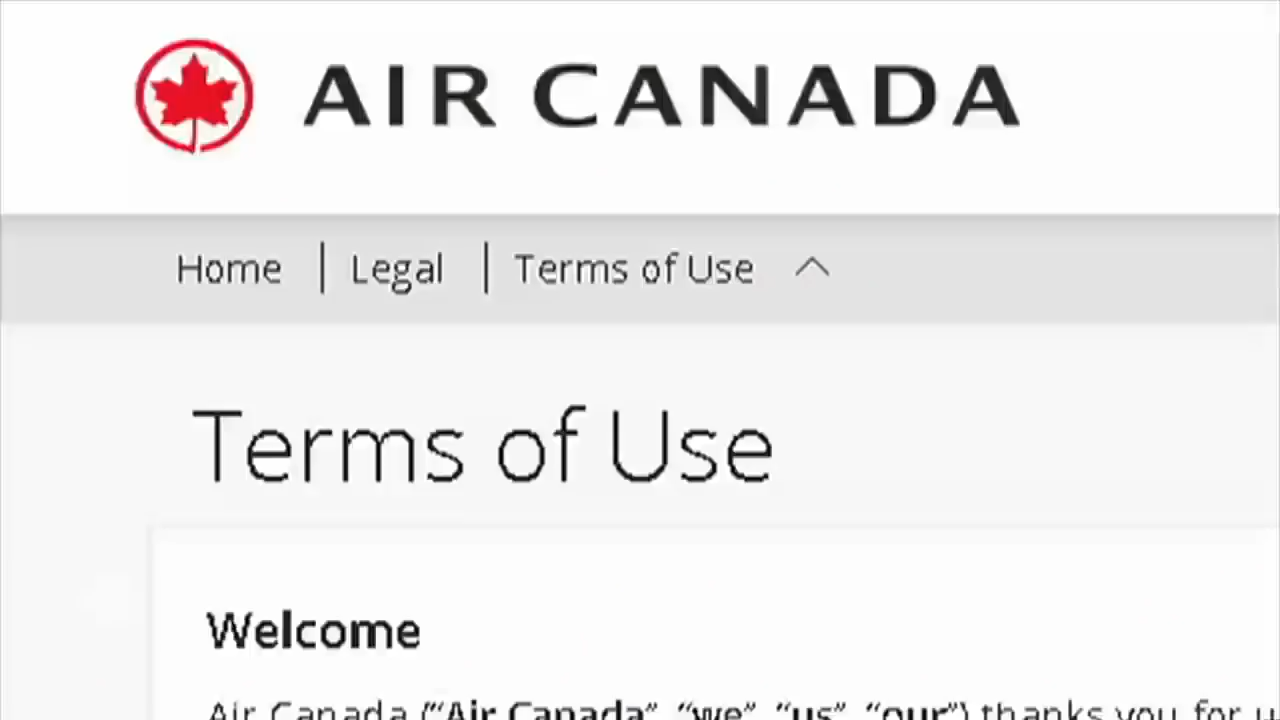 AIR CANADA
Home | Legal | Terms of Use
Terms of Use
Welcome
Air Canada (“Air Canada”, “we”, “us”, “our”) thanks you for